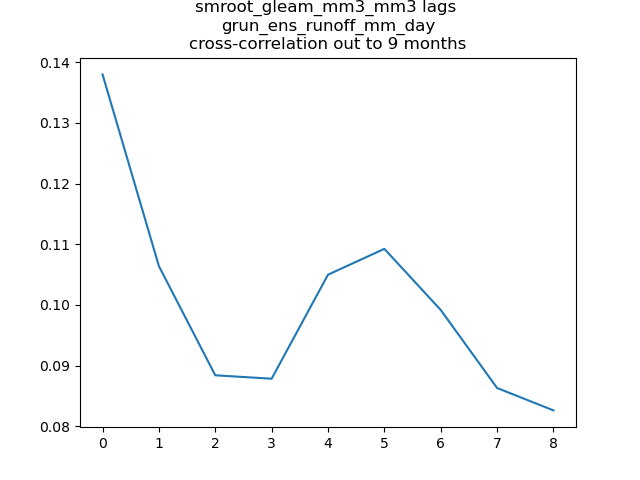 smroot_gleam_mm3_mm3 lags
grun_ens_runoff_mm_day
cross-correlation out to 9 months
0.14
0.13
0.12
0.11
0.10
0.09
0.08
0 1 2 3 4 5 6 7 8